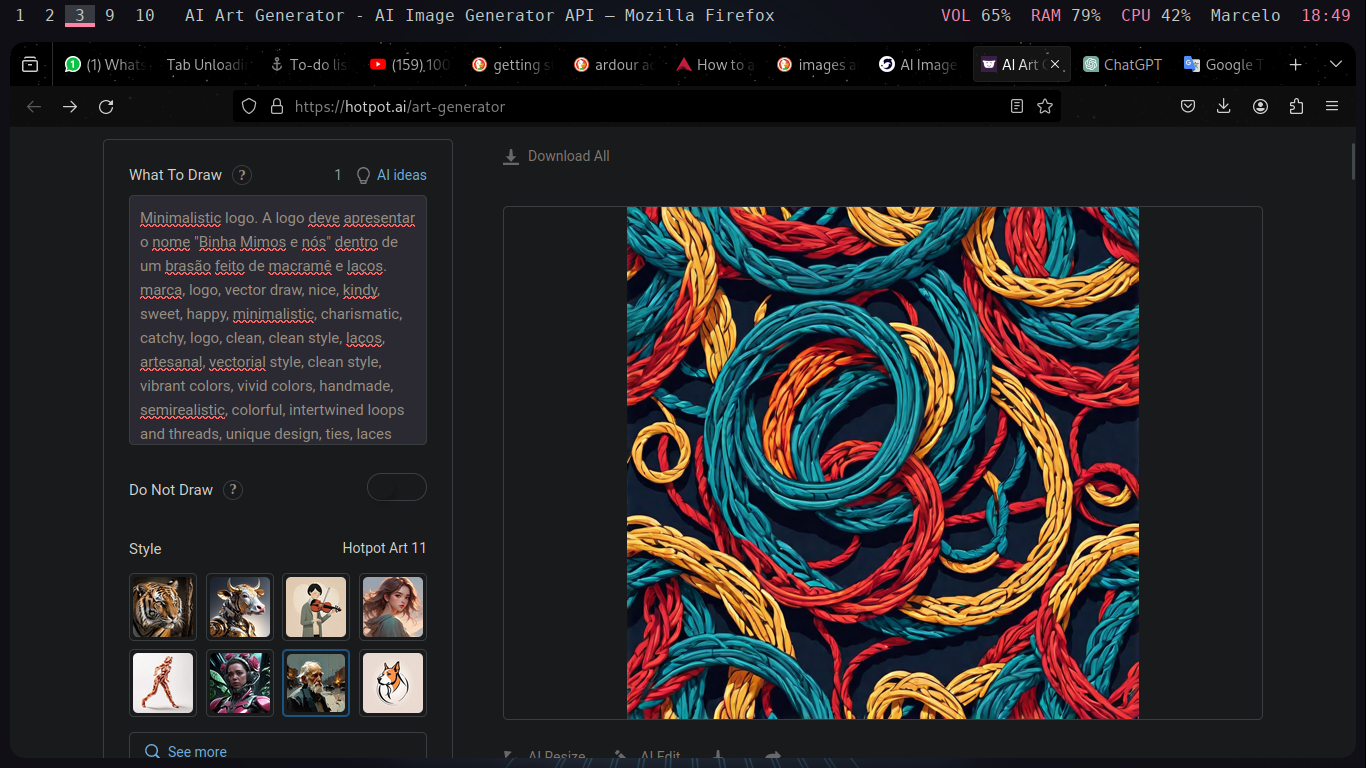 1 2 3 9 10 AI Art Generator - AI Image Generator API — Mozilla Firefox VOL 65% RAM 79% CPU 42% Marcelo 18:49
(1) Whats Tab Unloadi To-do lis (159) 100 getting s ardour ac How to a images a AI Image AI Art G ChatGPT Google T
https://hotpot.ai/art-generator
What To Draw ? 1 AI ideas
Download All
Minimalistic logo. A logo deve apresentar
o nome "Binha Mimos e nós" dentro de
um brasão feito de macramê e laços.
marca, logo, vector draw, nice, kindy,
sweet, happy, minimalistic, charismatic,
catchy, logo, clean, clean style, laços,
artesanal, vectorial style, clean style,
vibrant colors, vivid colors, handmade,
semirealistic, colorful, intertwined loops
and threads, unique design, ties, laces
Do Not Draw ?
Style Hotpot Art 11
See more
AI Resize AI Edit